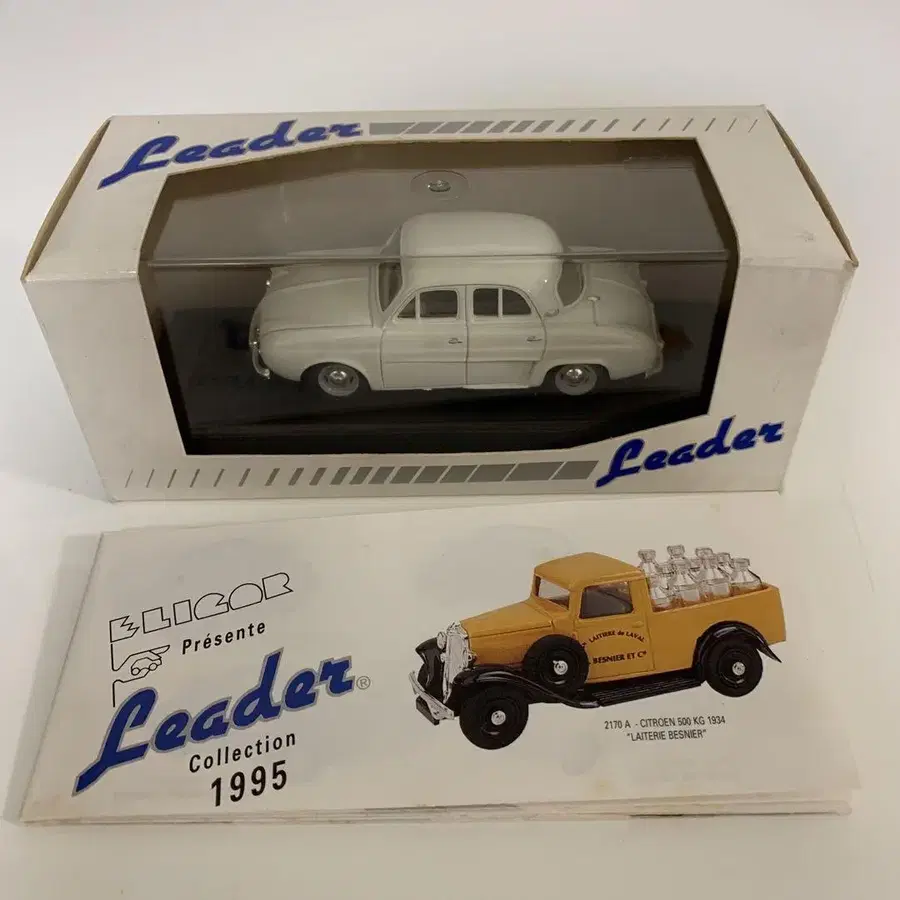 Leader
Leader
ELIGOR
Présente
Leader®
Collection
1995
LAITIERE de LAVAL
BESNIER ET Cie
2170 A - CITROEN 500 KG 1934
"LAITERIE BESNIER"